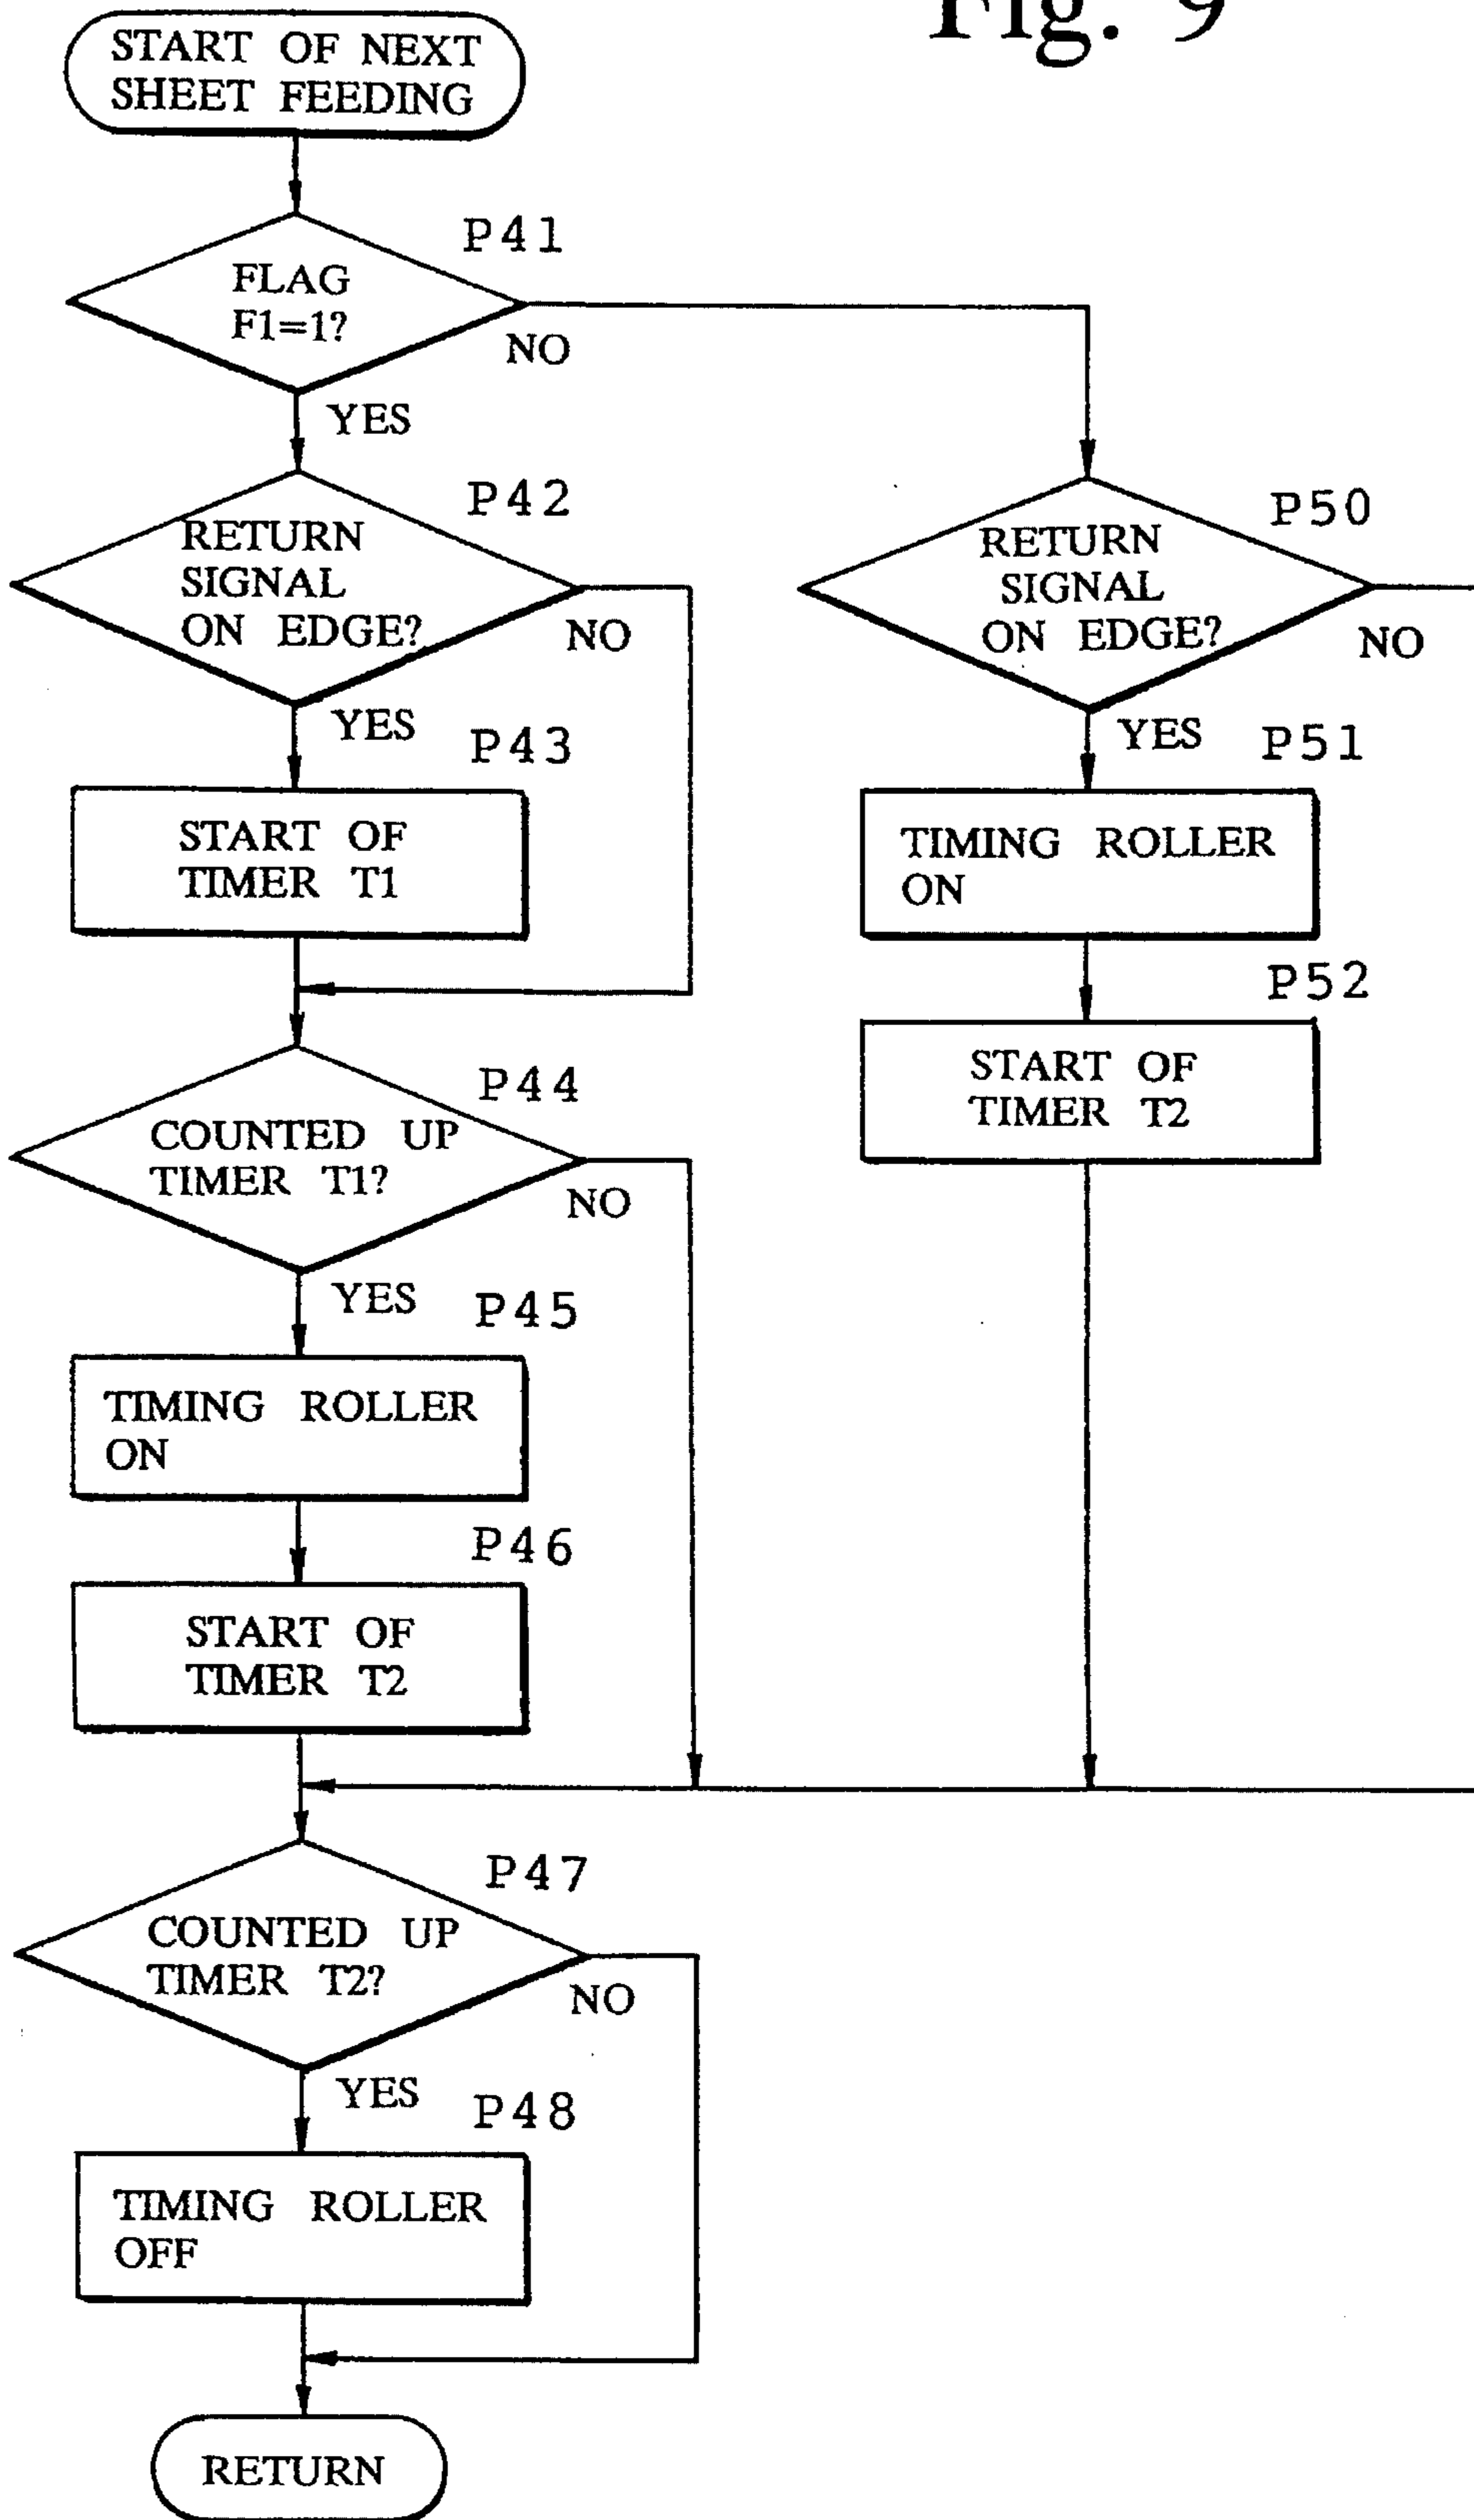 Fig. 9
START OF NEXT
SHEET FEEDING
P41
FLAG
F1=1?
NO
YES
P42
RETURN
SIGNAL
ON EDGE?
NO
YES
P43
START OF
TIMER T1
P44
COUNTED UP
TIMER T1?
NO
YES
P45
TIMING ROLLER
ON
P46
START OF
TIMER T2
P47
COUNTED UP
TIMER T2?
NO
YES
P48
TIMING ROLLER
OFF
RETURN
P50
RETURN
SIGNAL
ON EDGE?
NO
YES
P51
TIMING ROLLER
ON
P52
START OF
TIMER T2